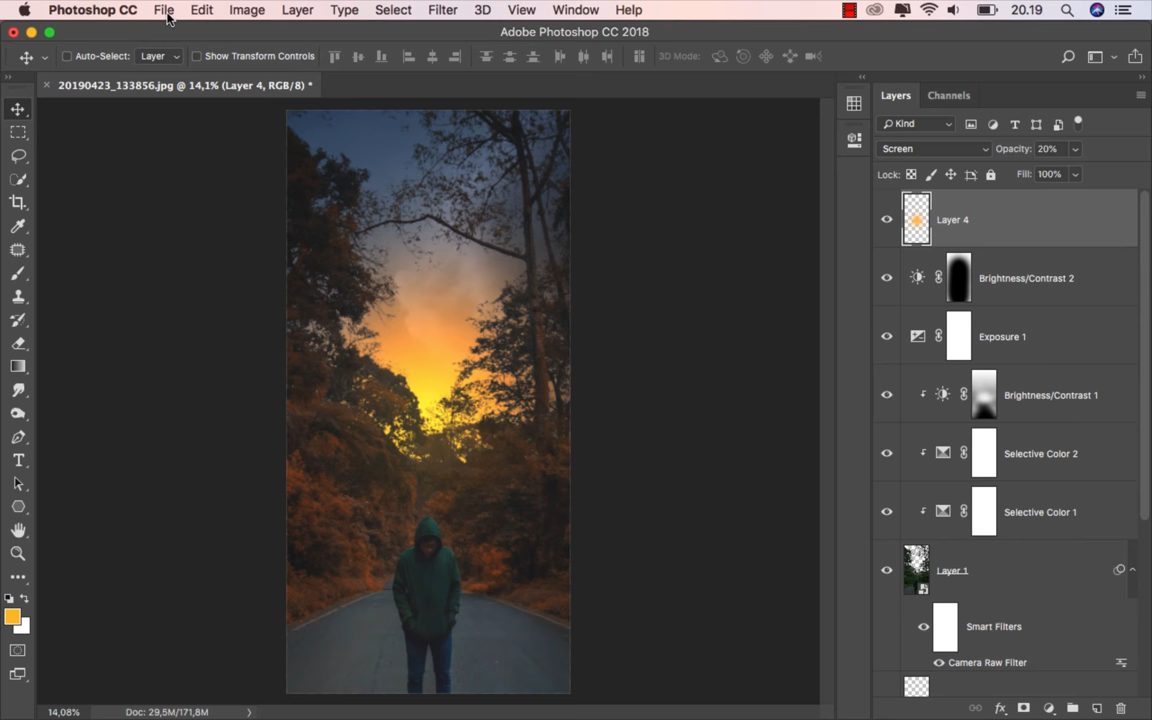 Photoshop CC File Edit Image Layer Type Select Filter 3D View Window Help 20.19
Adobe Photoshop CC 2018
Auto-Select: Layer Show Transform Controls 3D Mode:
20190423_133856.jpg @ 14,1% (Layer 4, RGB/8) *
Layers Channels
Kind
Screen Opacity: 20%
Lock: Fill: 100%
Layer 4
Brightness/Contrast 2
Exposure 1
Brightness/Contrast 1
Selective Color 2
Selective Color 1
Layer 1
Smart Filters
Camera Raw Filter
14,08% Doc: 29,5M/171,8M